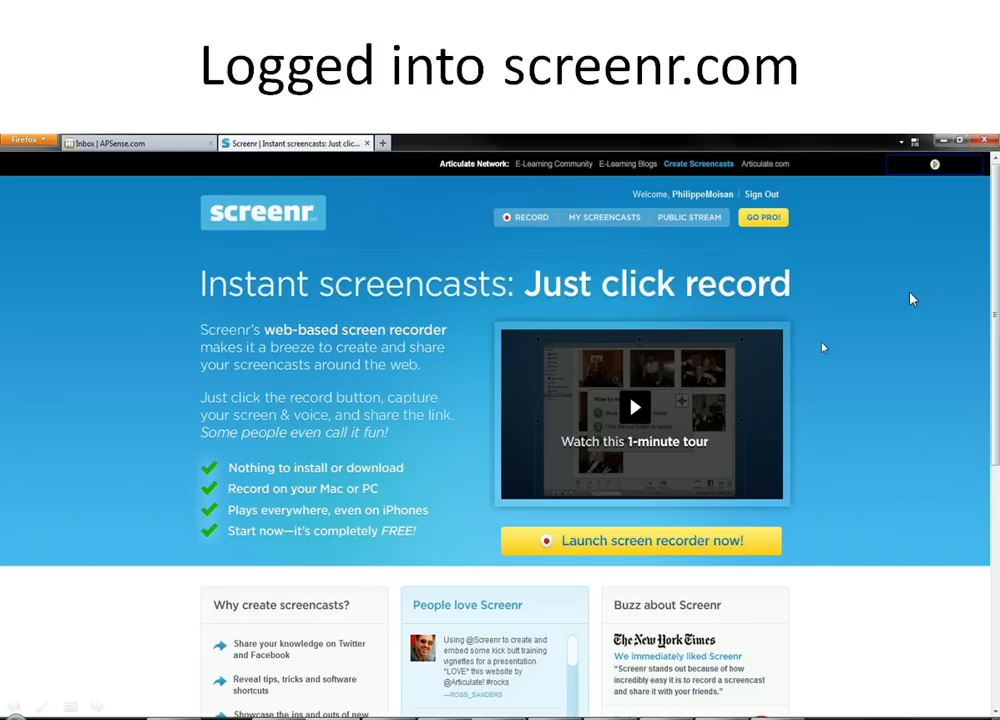 Logged into screenr.com
Firefox
Inbox | APSense.com
Screenr | Instant screencasts: Just clic...
Articulate Network: E-Learning Community E-Learning Blogs Create Screencasts Articulate.com
Welcome, PhilippeMoisan | Sign Out
screenr
RECORD MY SCREENCASTS PUBLIC STREAM GO PRO!
Instant screencasts: Just click record
Screenr's web-based screen recorder
makes it a breeze to create and share
your screencasts around the web.
Just click the record button, capture
your screen & voice, and share the link.
Some people even call it fun!
Nothing to install or download
Record on your Mac or PC
Plays everywhere, even on iPhones
Start now—it's completely FREE!
Watch this 1-minute tour
Launch screen recorder now!
Why create screencasts?
Share your knowledge on Twitter
and Facebook
Reveal tips, tricks and software
shortcuts
Showcase the ins and outs of new
People love Screenr
Using @Screenr to create and
embed some kick butt training
vignettes for a presentation.
*LOVE* this website by
@Articulate! #rocks
—ROSS_SANDERS
Buzz about Screenr
The New York Times
We immediately liked Screenr
"Screenr stands out because of how
incredibly easy it is to record a screencast
and share it with your friends."